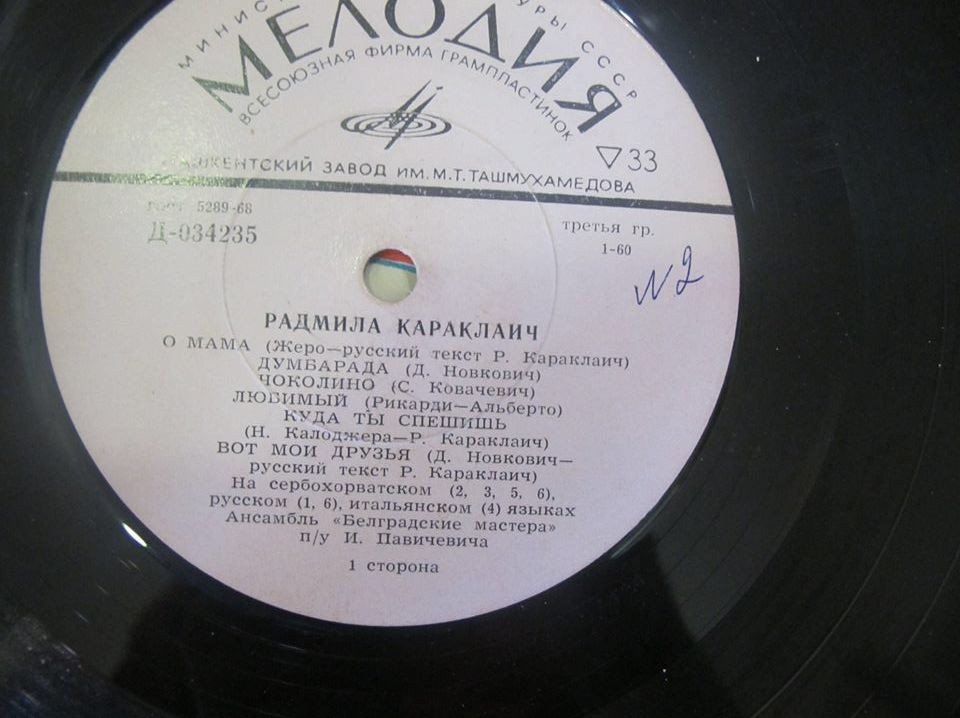 МЕЛОДИЯ
ВСЕСОЮЗНАЯ ФИРМА ГРАМПЛАСТИНОК
СССР
▽33
ЗАВОД ИМ. М.Т. ТАШМУХАМЕДОВА
ГОСТ 5289-68
Д-034235
третья гр.
1-60
N2
РАДМИЛА КАРАКЛАИЧ
О МАМА (Жеро—русский текст Р. Караклаич)
ДУМБАРАДА (Д. Новкович)
ЧОКОЛИНО (С. Ковачевич)
ЛЮБИМЫЙ (Рикарди—Альберто)
КУДА ТЫ СПЕШИШЬ
(Н. Калоджера—Р. Караклаич)
ВОТ МОИ ДРУЗЬЯ (Д. Новкович—
русский текст Р. Караклаич)
На сербохорватском (2, 3, 5, 6),
русском (1, 6), итальянском (4) языках
Ансамбль «Белградские мастера»
п/у И. Павичевича
1 сторона